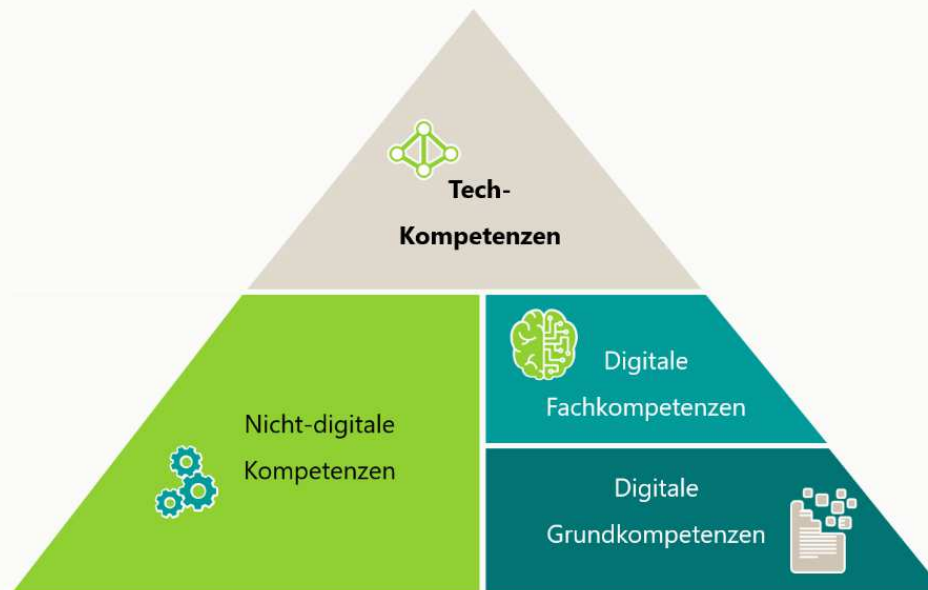 Tech-
Kompetenzen
Nicht-digitale
Kompetenzen
Digitale
Fachkompetenzen
Digitale
Grundkompetenzen